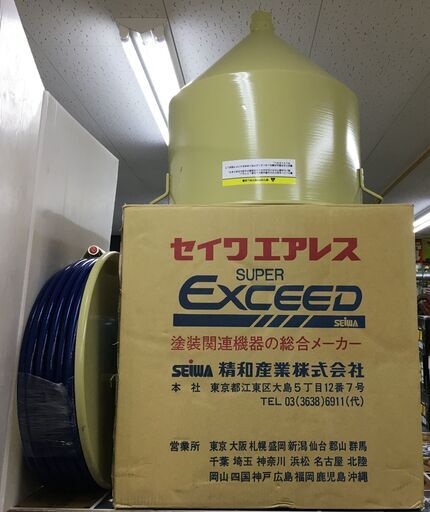 セイワエアレス
SUPER
EXCEED
SEIWA
塗装関連機器の総合メーカー
SEIWA 精和産業株式会社
本社 東京都江東区大島5丁目12番7号
TEL 03(3638)6911(代)
営業所 東京 大阪 札幌 盛岡 新潟 仙台 郡山 群馬
千葉 埼玉 神奈川 浜松 名古屋 北陸
岡山 四国 神戸 広島 福岡 鹿児島 沖縄